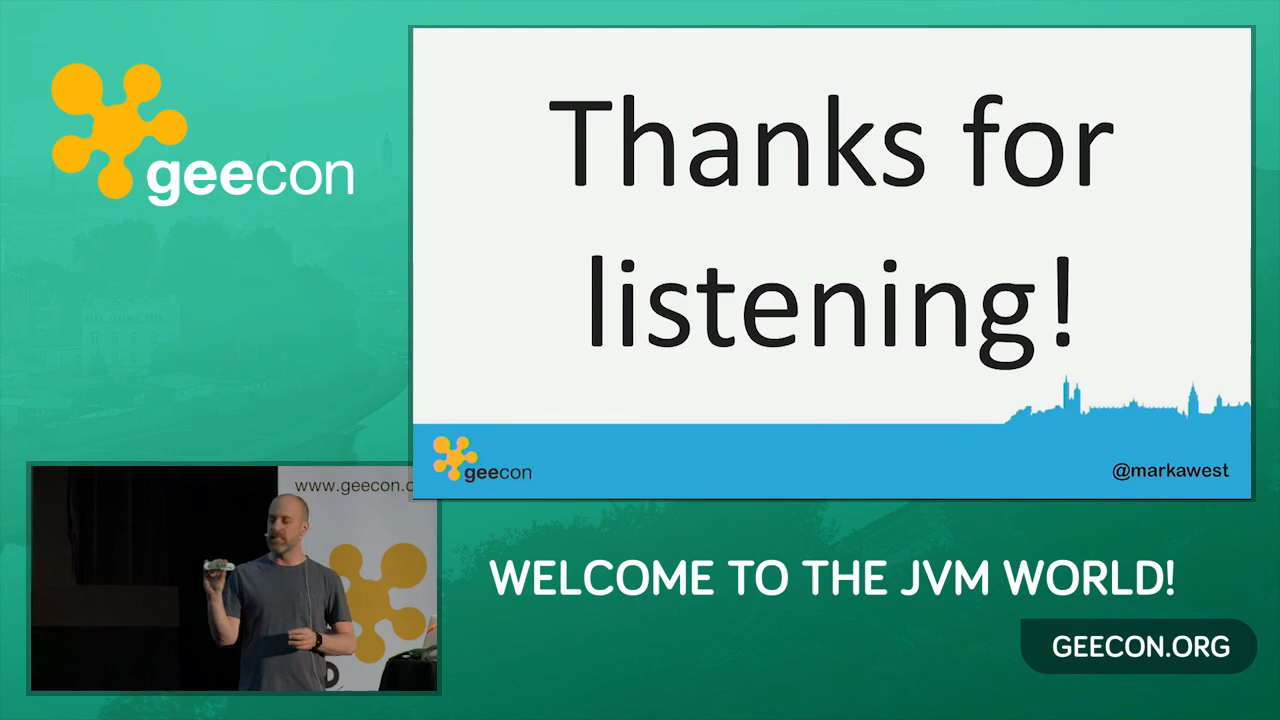 geecon
Thanks for
listening!
geecon
@markawest
www.geecon.o
WELCOME TO THE JVM WORLD!
GEECON.ORG